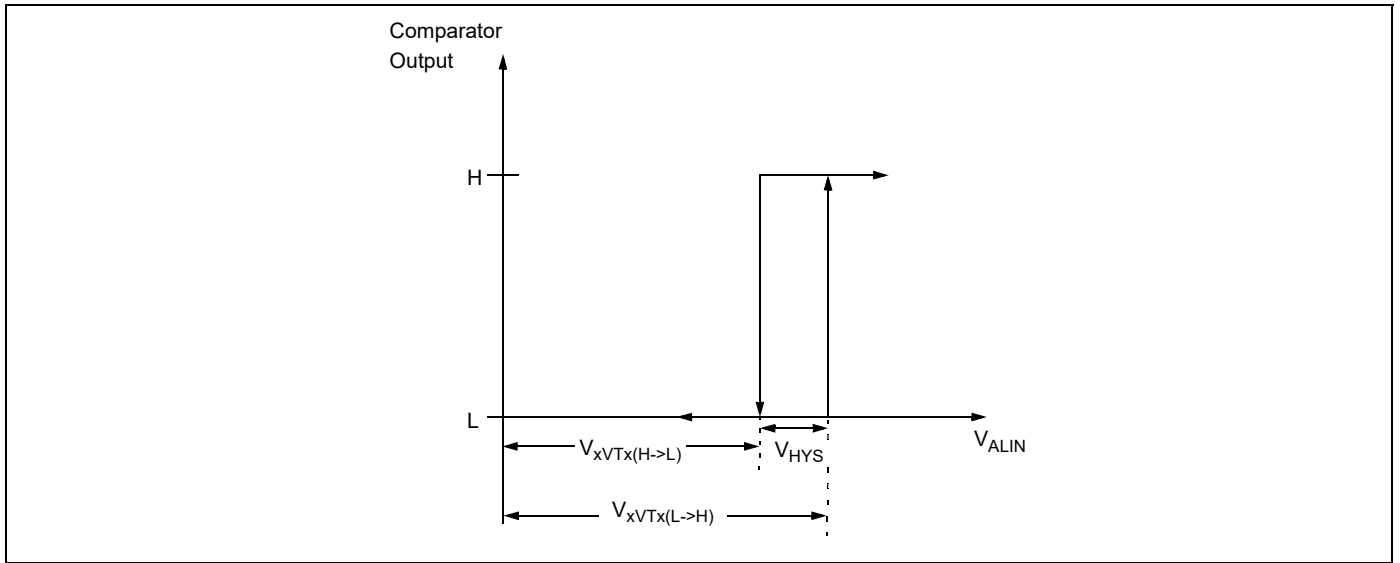 Comparator
Output
H
L
VALIN
VxVTx(H->L)
VHYS
VxVTx(L->H)